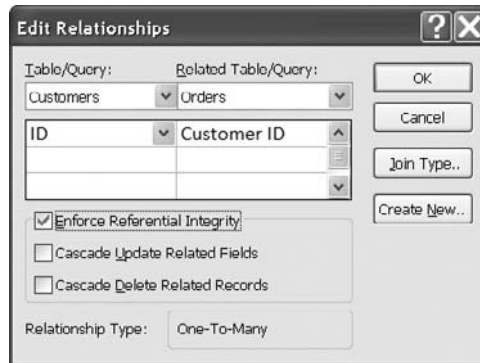 Edit Relationships
Table/Query: Related Table/Query:
Customers Orders
ID Customer ID
Enforce Referential Integrity
Cascade Update Related Fields
Cascade Delete Related Records
Relationship Type: One-To-Many
OK
Cancel
Join Type..
Create New..